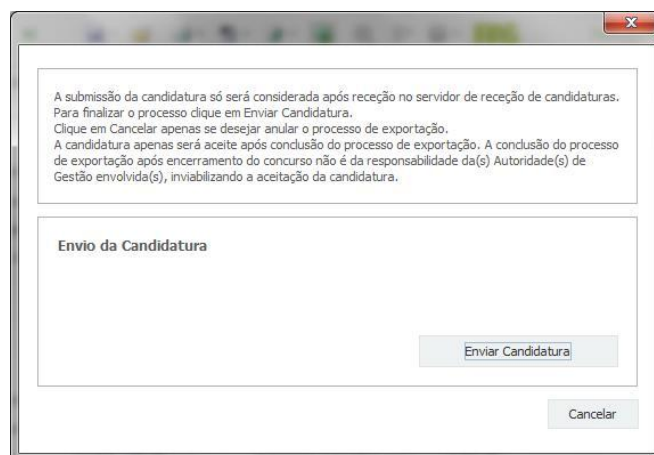 A submissão da candidatura só será considerada após receção no servidor de receção de candidaturas.
Para finalizar o processo clique em Enviar Candidatura.
Clique em Cancelar apenas se desejar anular o processo de exportação.
A candidatura apenas será aceite após conclusão do processo de exportação. A conclusão do processo
de exportação após encerramento do concurso não é da responsabilidade da(s) Autoridade(s) de
Gestão envolvida(s), inviabilizando a aceitação da candidatura.
Envio da Candidatura
Enviar Candidatura
Cancelar